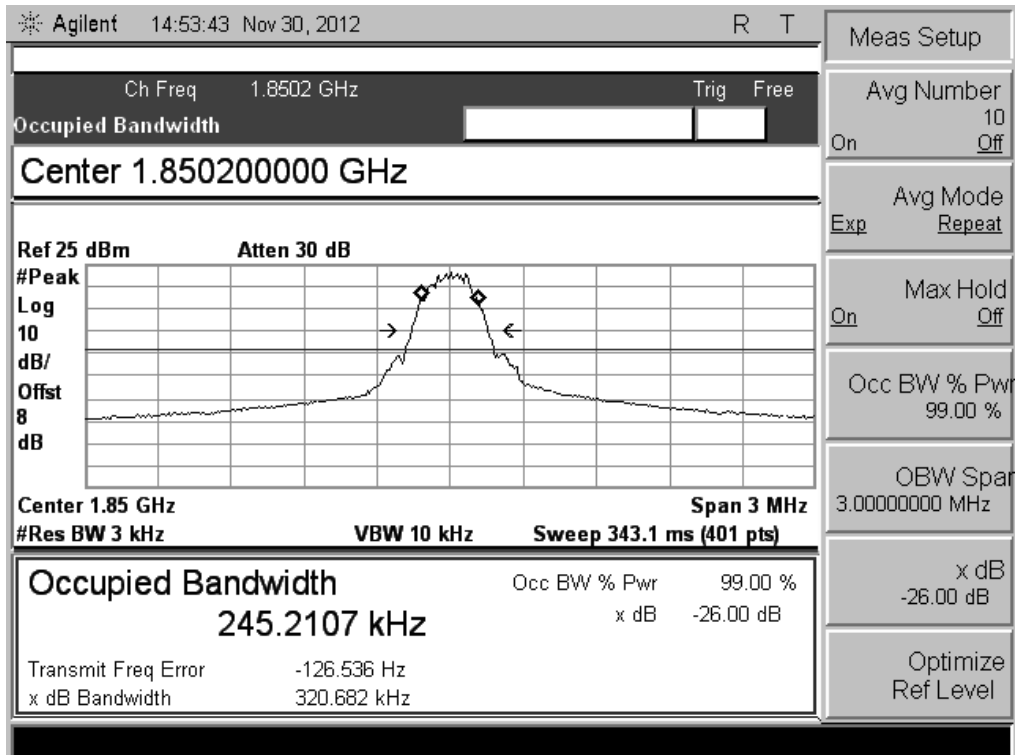 Agilent 14:53:43 Nov 30, 2012 R T
Ch Freq 1.8502 GHz Trig Free
Occupied Bandwidth
Center 1.850200000 GHz
Ref 25 dBm Atten 30 dB
#Peak
Log
10
dB/
Offst
8
dB
Center 1.85 GHz Span 3 MHz
#Res BW 3 kHz VBW 10 kHz Sweep 343.1 ms (401 pts)
Occupied Bandwidth Occ BW % Pwr 99.00 %
245.2107 kHz x dB -26.00 dB
Transmit Freq Error -126.536 Hz
x dB Bandwidth 320.682 kHz
Meas Setup
Avg Number
10
On Off
Avg Mode
Exp Repeat
Max Hold
On Off
Occ BW % Pwr
99.00 %
OBW Span
3.00000000 MHz
x dB
-26.00 dB
Optimize
Ref Level